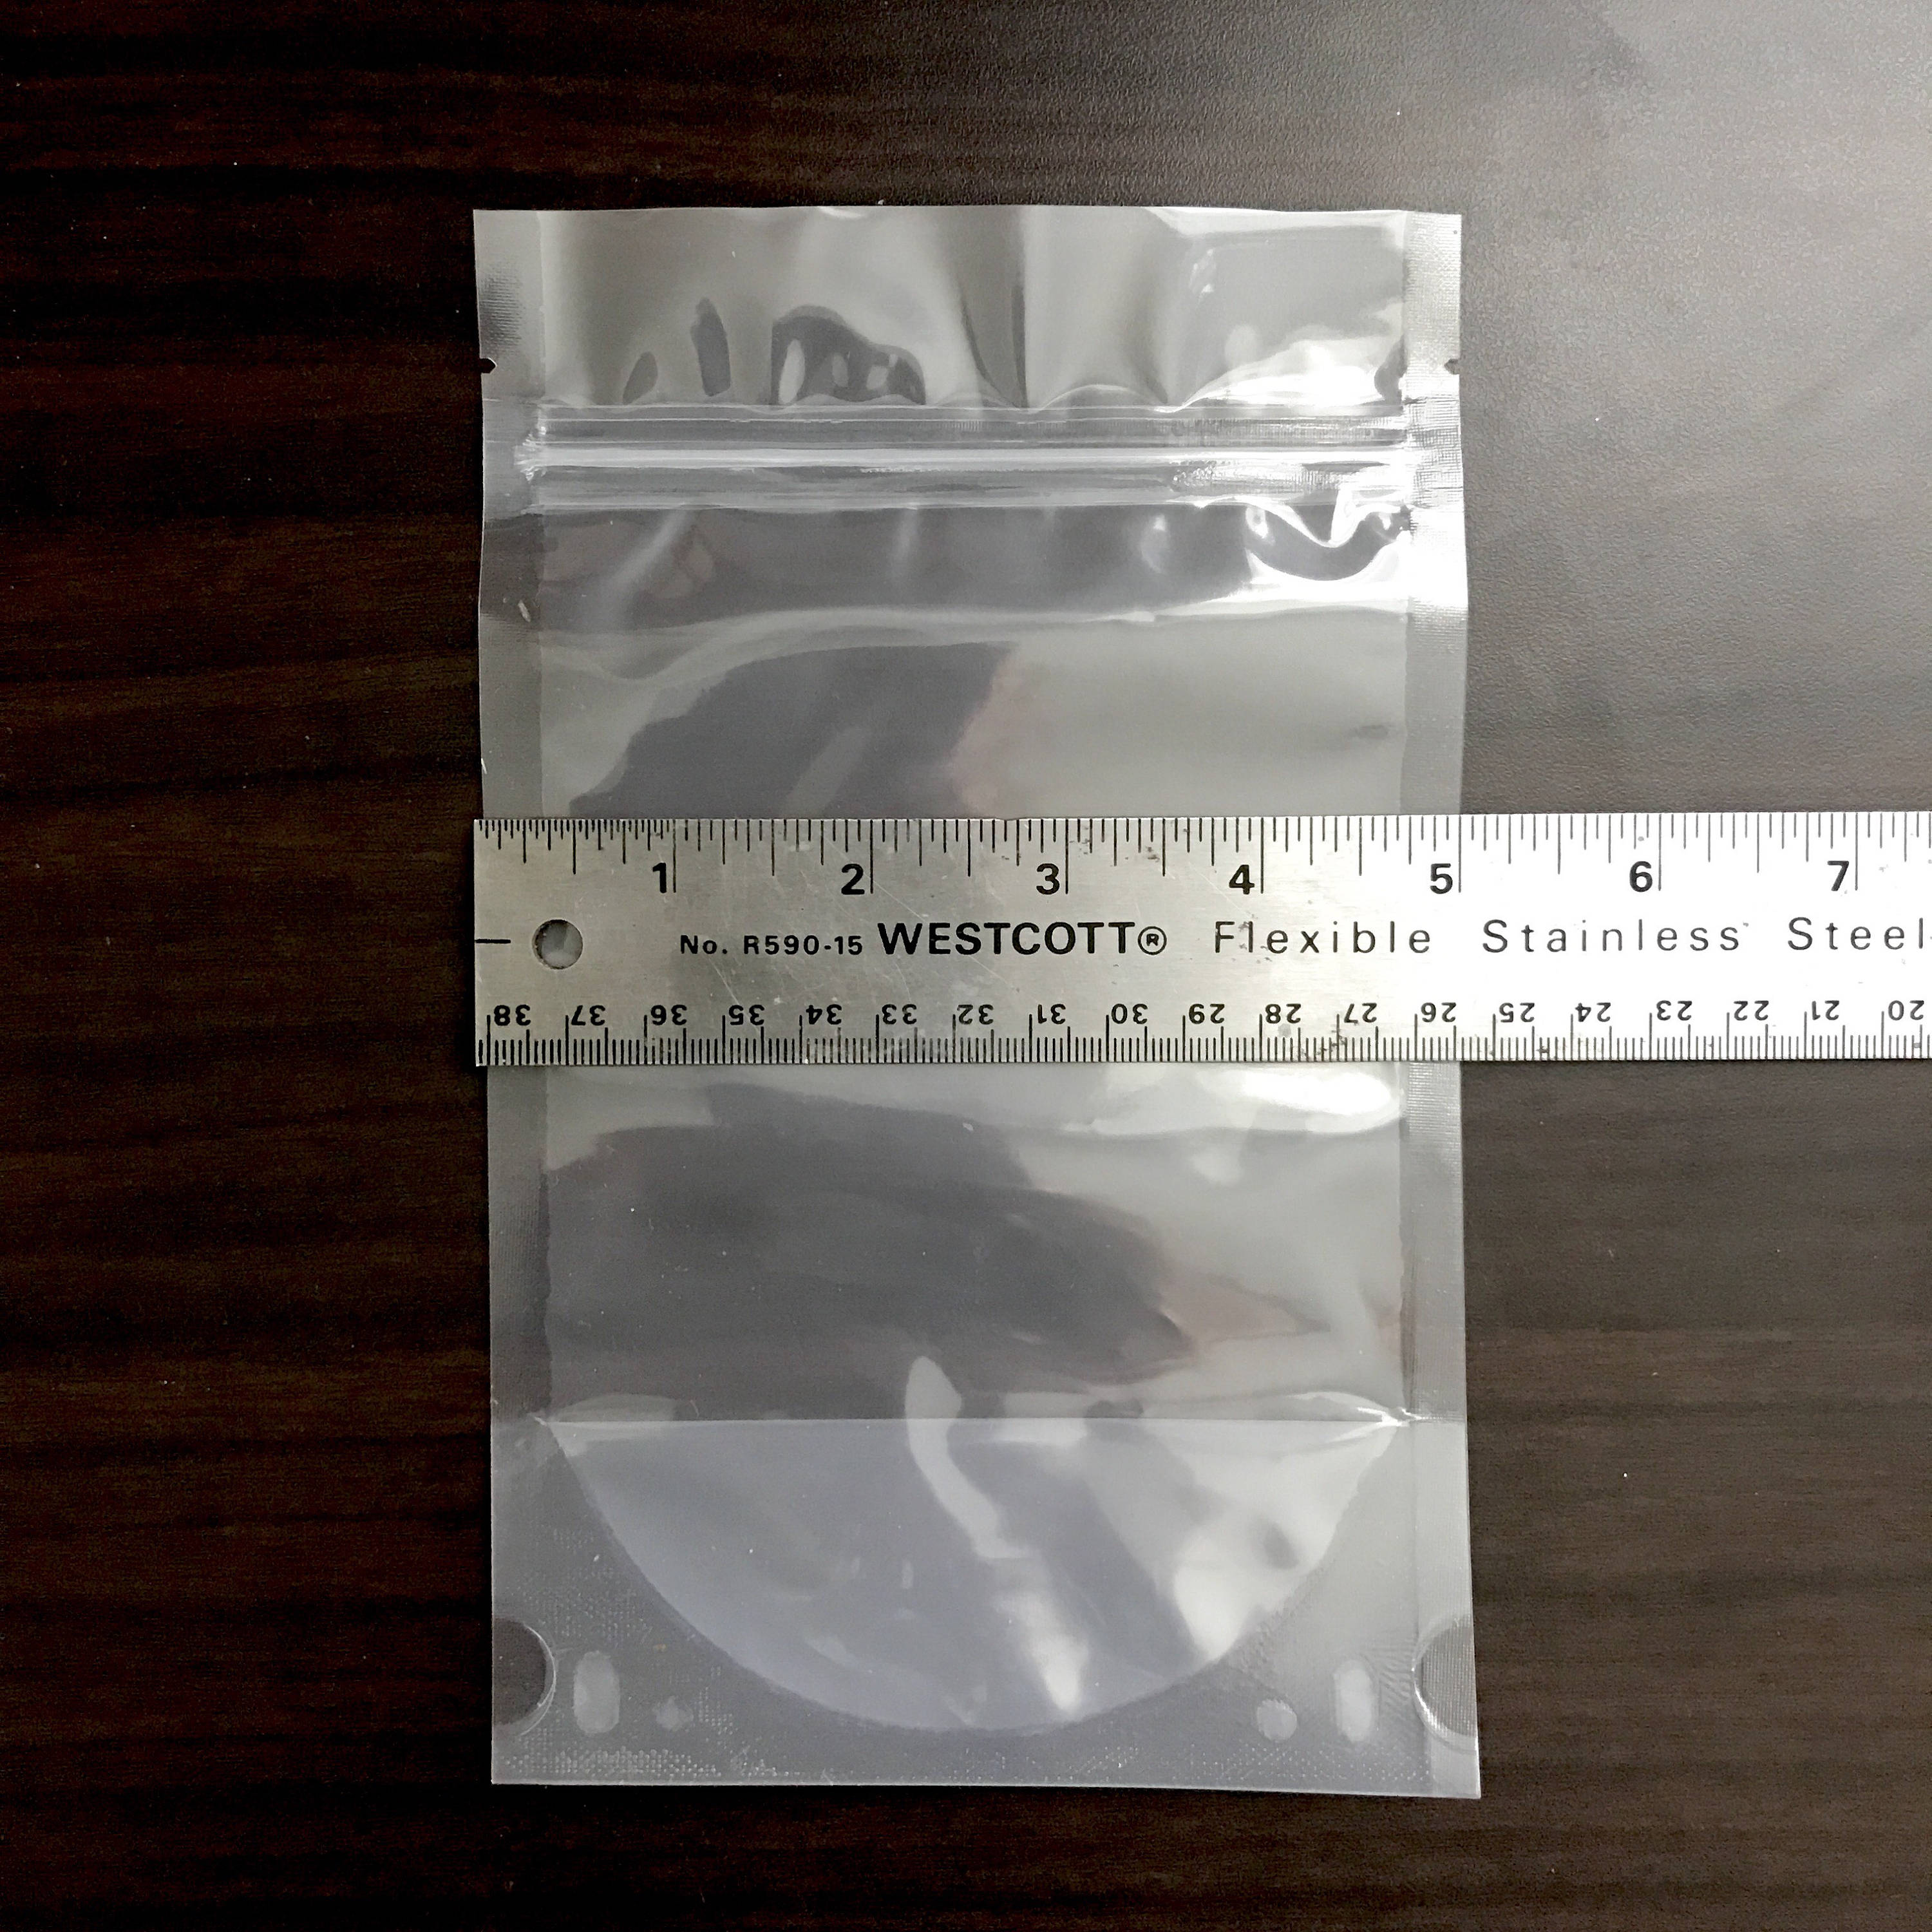 1 2 3 4 5 6 7
No. R590-15 WESTCOTT® Flexible Stainless Steel
38 37 36 35 34 33 32 31 30 29 28 27 26 25 24 23 22 21 20